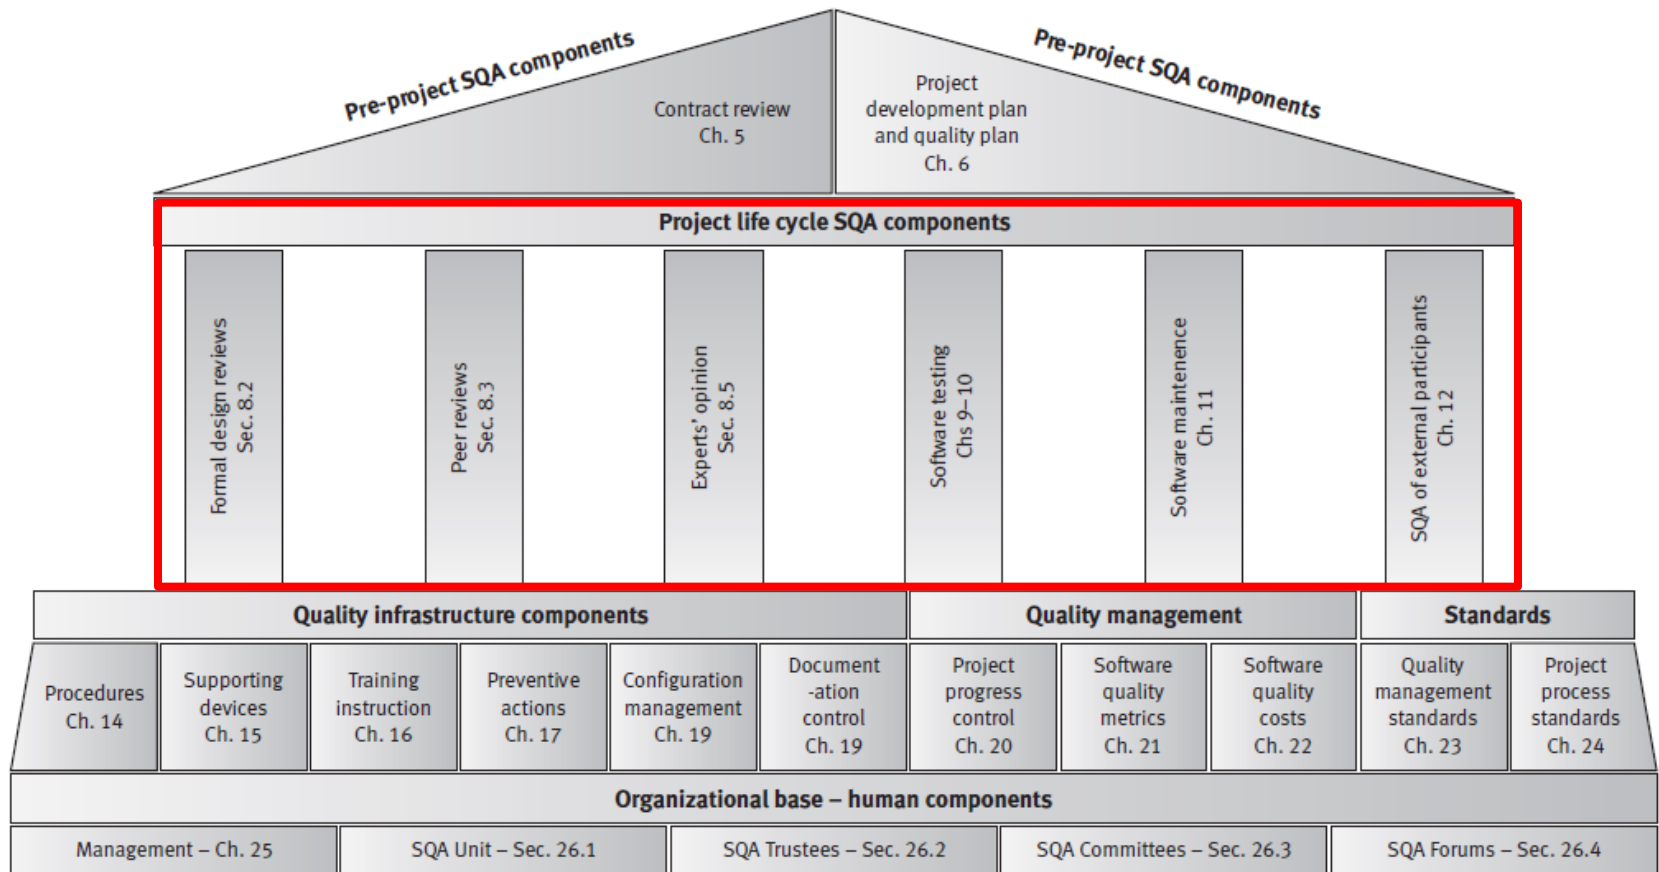 Pre-project SQA components
Pre-project SQA components
Contract review
Ch. 5
Project
development plan
and quality plan
Ch. 6
Project life cycle SQA components
Formal design reviews
Sec. 8.2
Peer reviews
Sec. 8.3
Experts' opinion
Sec. 8.5
Software testing
Chs 9–10
Software maintenence
Ch. 11
SQA of external participants
Ch. 12
Quality infrastructure components
Quality management
Standards
Procedures
Ch. 14
Supporting
devices
Ch. 15
Training
instruction
Ch. 16
Preventive
actions
Ch. 17
Configuration
management
Ch. 19
Document
-ation
control
Ch. 19
Project
progress
control
Ch. 20
Software
quality
metrics
Ch. 21
Software
quality
costs
Ch. 22
Quality
management
standards
Ch. 23
Project
process
standards
Ch. 24
Organizational base – human components
Management – Ch. 25
SQA Unit – Sec. 26.1
SQA Trustees – Sec. 26.2
SQA Committees – Sec. 26.3
SQA Forums – Sec. 26.4